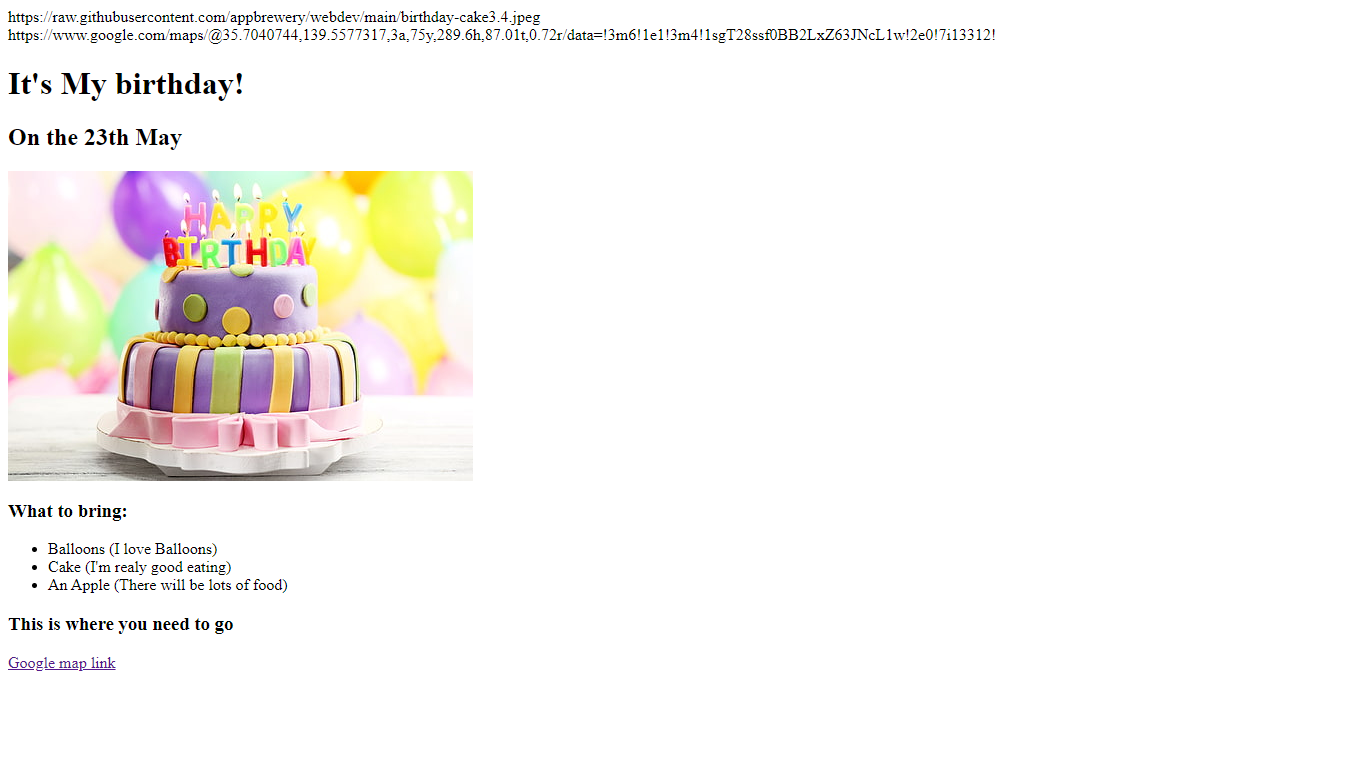 https://raw.githubusercontent.com/appbrewery/webdev/main/birthday-cake3.4.jpeg
https://www.google.com/maps/@35.7040744,139.5577317,3a,75y,289.6h,87.01t,0.72r/data=!3m6!1e1!3m4!1sgT28ssf0BB2LxZ63JNcL1w!2e0!7i13312!
It's My birthday!
On the 23th May
HAPPY
BIRTHDAY
What to bring:
Balloons (I love Balloons)
Cake (I'm realy good eating)
An Apple (There will be lots of food)
This is where you need to go
Google map link